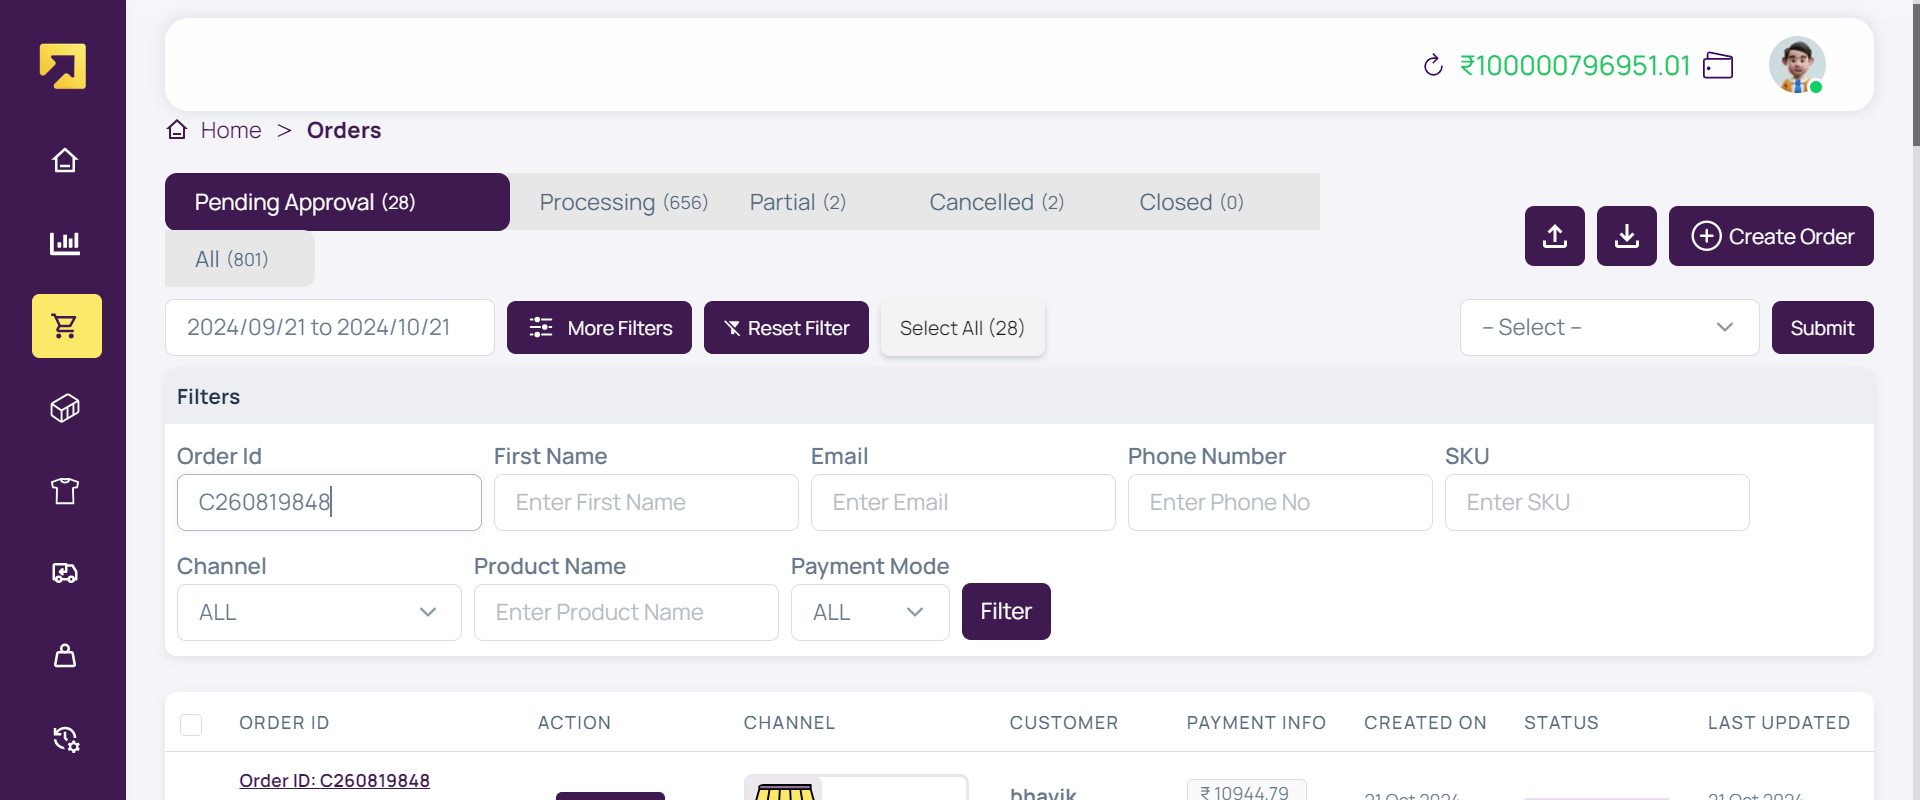 ₹100000796951.01
Home > Orders
Pending Approval (28) Processing (656) Partial (2) Cancelled (2) Closed (0)
All (801)
Create Order
2024/09/21 to 2024/10/21 More Filters Reset Filter Select All (28) – Select – Submit
Filters
Order Id First Name Email Phone Number SKU
C260819848 Enter First Name Enter Email Enter Phone No Enter SKU
Channel Product Name Payment Mode
ALL Enter Product Name ALL Filter
ORDER ID ACTION CHANNEL CUSTOMER PAYMENT INFO CREATED ON STATUS LAST UPDATED
Order ID: C260819848
bhavik ₹ 10944.79 21 Oct 2024 21 Oct 2024